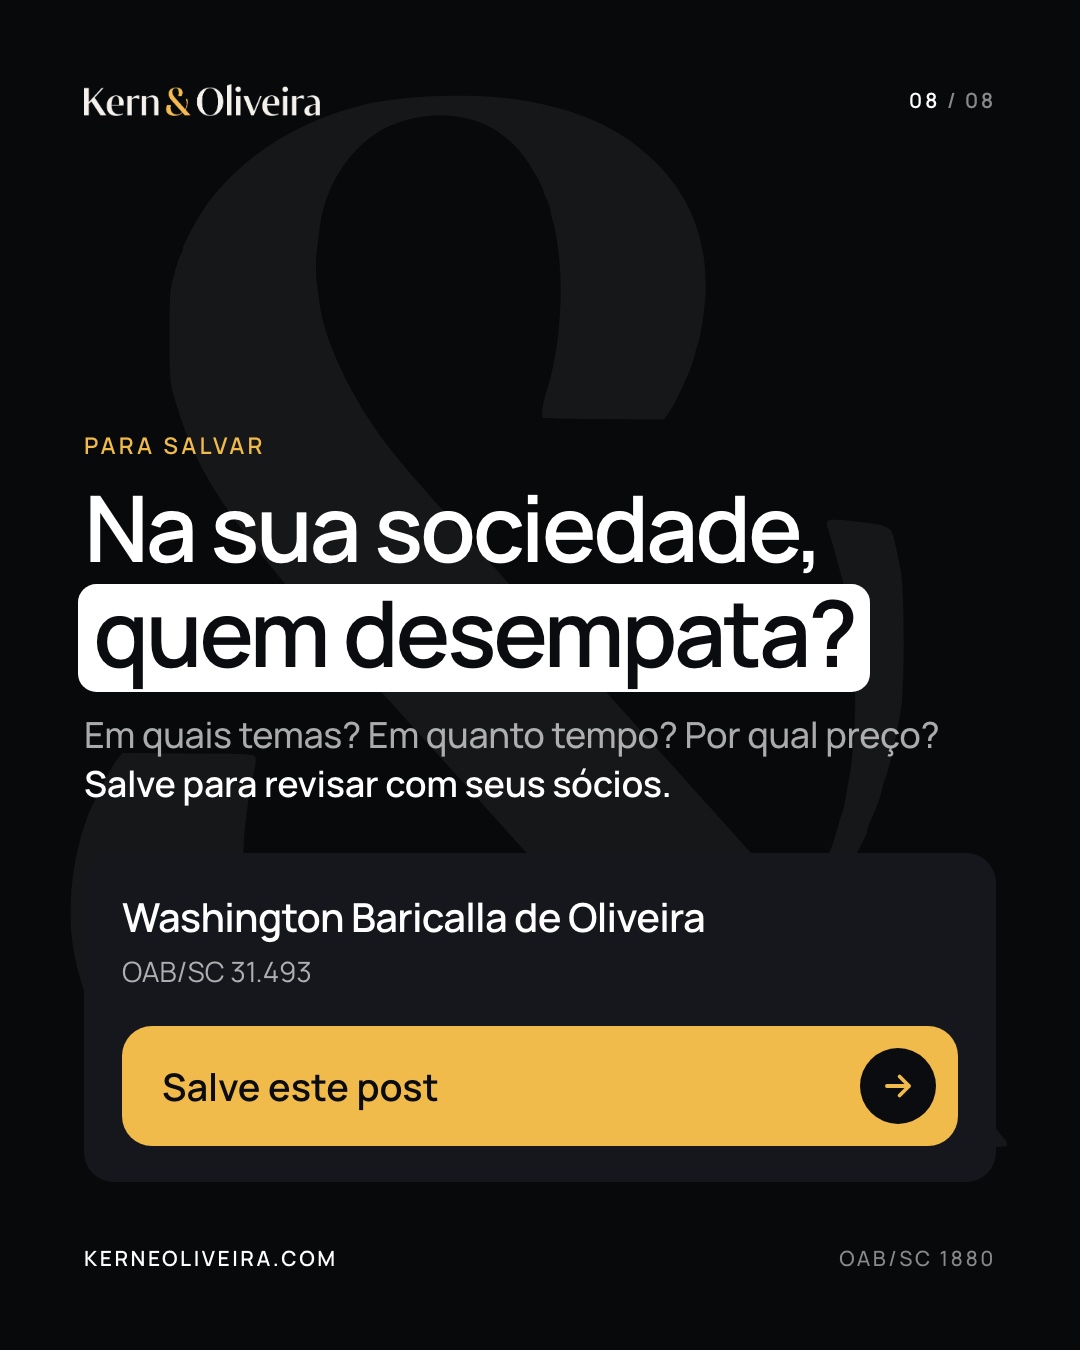 Kern & Oliveira
08 / 08
PARA SALVAR
Na sua sociedade,
quem desempata?
Em quais temas? Em quanto tempo? Por qual preço?
Salve para revisar com seus sócios.
Washington Baricalla de Oliveira
OAB/SC 31.493
Salve este post
KERNEOLIVEIRA.COM
OAB/SC 1880